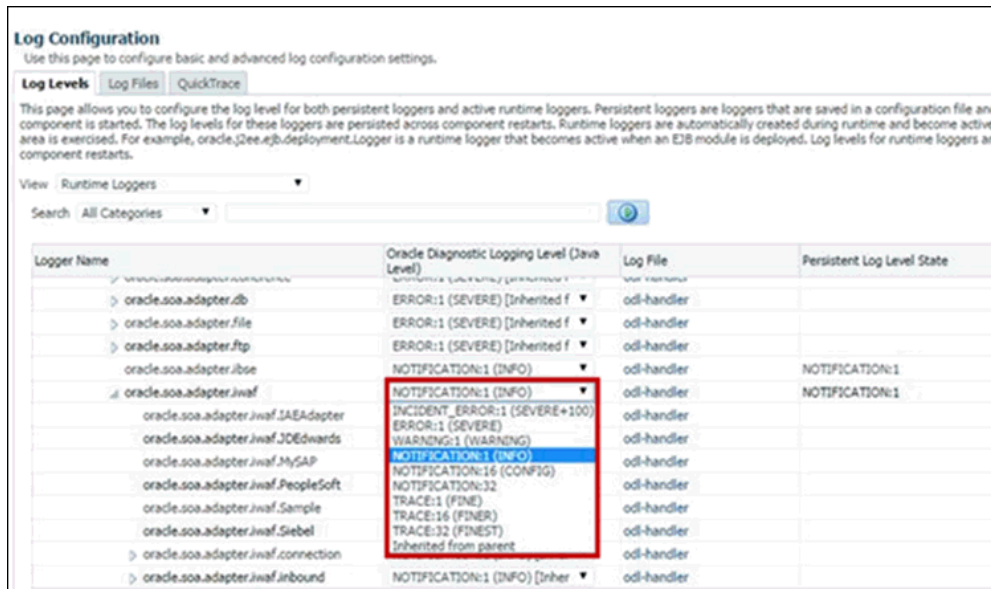 Log Configuration
Use this page to configure basic and advanced log configuration settings.
Log Levels Log Files QuickTrace
This page allows you to configure the log level for both persistent loggers and active runtime loggers. Persistent loggers are loggers that are saved in a configuration file an
component is started. The log levels for these loggers are persisted across component restarts. Runtime loggers are automatically created during runtime and become active
area is exercised. For example, oracle.j2ee.ejb.deployment.Logger is a runtime logger that becomes active when an EJB module is deployed. Log levels for runtime loggers a
component restarts.
View Runtime Loggers
Search All Categories
Logger Name Oracle Diagnostic Logging Level (Java Level) Log File Persistent Log Level State
oracle.soa.adapter.db ERROR:1 (SEVERE) [Inherited f odl-handler
oracle.soa.adapter.file ERROR:1 (SEVERE) [Inherited f odl-handler
oracle.soa.adapter.ftp ERROR:1 (SEVERE) [Inherited f odl-handler
oracle.soa.adapter.ibse NOTIFICATION:1 (INFO) odl-handler NOTIFICATION:1
oracle.soa.adapter.iwaf NOTIFICATION:1 (INFO) odl-handler NOTIFICATION:1
oracle.soa.adapter.iwaf.IAEAdapter odl-handler
oracle.soa.adapter.iwaf.JDEdwards odl-handler
oracle.soa.adapter.iwaf.MySAP odl-handler
oracle.soa.adapter.iwaf.PeopleSoft odl-handler
oracle.soa.adapter.iwaf.Sample odl-handler
oracle.soa.adapter.iwaf.Siebel odl-handler
oracle.soa.adapter.iwaf.connection odl-handler
INCIDENT_ERROR:1 (SEVERE+100)
ERROR:1 (SEVERE)
WARNING:1 (WARNING)
NOTIFICATION:1 (INFO)
NOTIFICATION:16 (CONFIG)
NOTIFICATION:32
TRACE:1 (FINE)
TRACE:16 (FINER)
TRACE:32 (FINEST)
Inherited from parent
oracle.soa.adapter.iwaf.inbound NOTIFICATION:1 (INFO) [Inher odl-handler